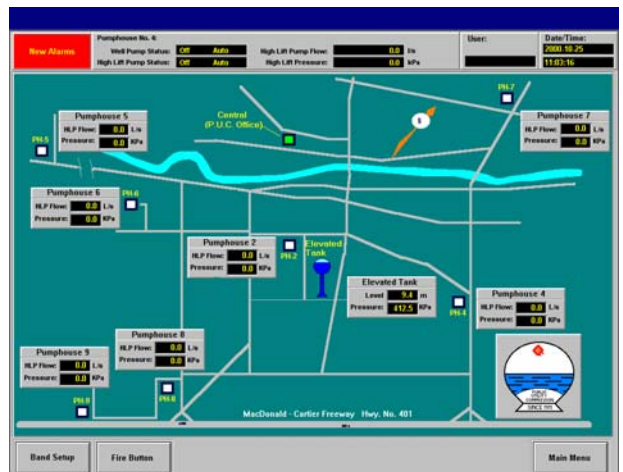 New Alarms
Pumphouse No. 4:
Well Pump Status: Off Auto
High Lift Pump Status: Off Auto
High Lift Pump Flow: 0.0 l/s
High Lift Pressure: 0.0 kPa
User:
Date/Time:
2000-10-25
11:03:16
PH-7
Pumphouse 5
HLP Flow: 0.0 L/s
Pressure: 0.0 KPa
PH-5
Control
(P.U.C. Office)
Pumphouse 7
HLP Flow: 0.0 L/s
Pressure: 0.0 KPa
Pumphouse 6
HLP Flow: 0.0 L/s
Pressure: 0.0 KPa
PH-6
Pumphouse 2
HLP Flow: 0.0 L/s
Pressure: 0.0 KPa
PH-2
Elevated
Tank
Elevated Tank
Level 9.4 m
Pressure: 412.5 KPa
PH-4
Pumphouse 4
HLP Flow: 0.0 L/s
Pressure: 0.0 KPa
Pumphouse 8
HLP Flow: 0.0 L/s
Pressure: 0.0 KPa
PH-8
Pumphouse 9
HLP Flow: 0.0 L/s
Pressure: 0.0 KPa
PH-9
PUBLIC
UTILITY
COMMISSION
SINCE
MacDonald - Cartier Freeway Hwy. No. 401
Band Setup
Fire Button
Main Menu